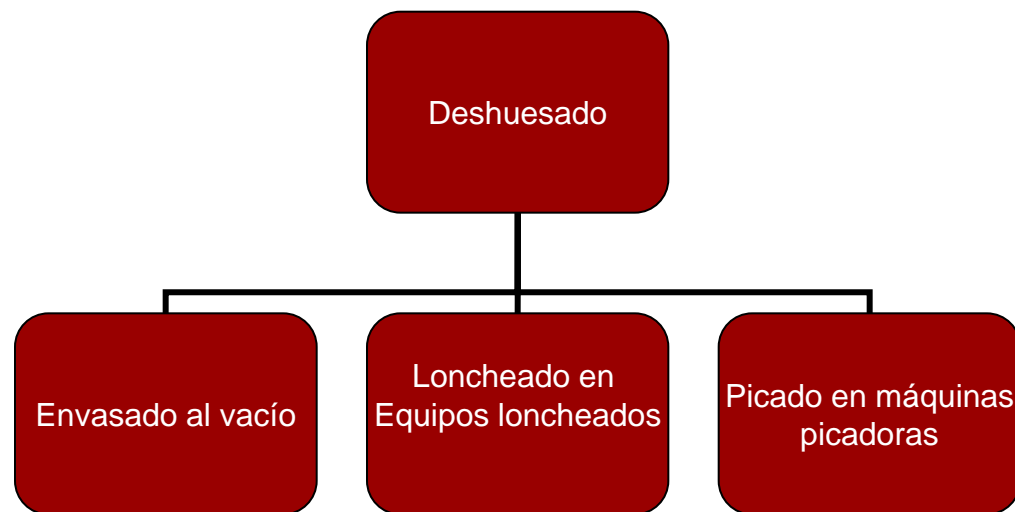 Deshuesado
Envasado al vacío
Loncheado en
Equipos loncheados
Picado en máquinas
picadoras